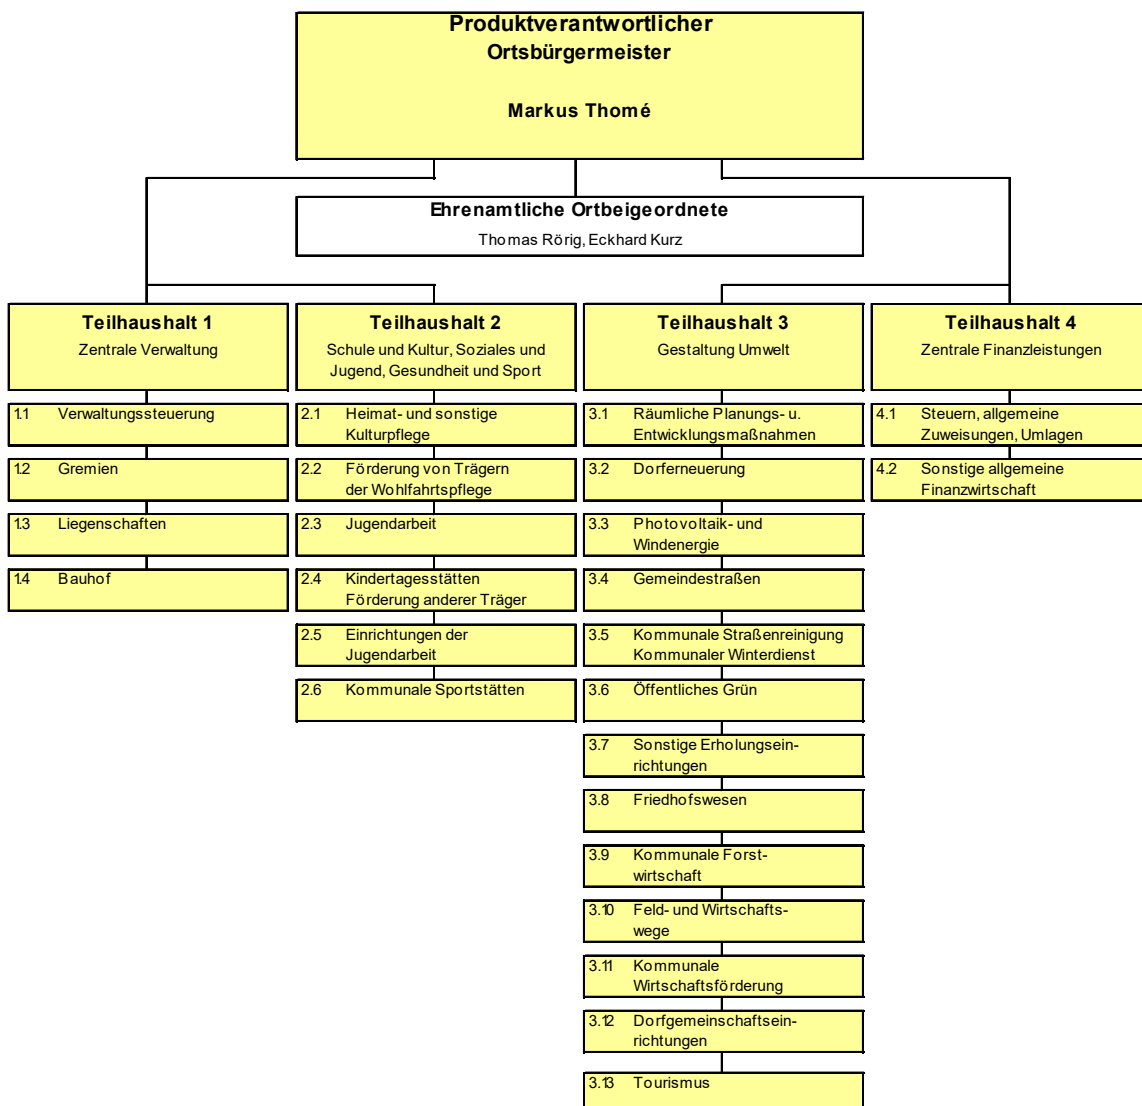 Produktverantwortlicher
Ortsbürgermeister
Markus Thomé
Ehrenamtliche Ortbeigeordnete
Thomas Rörig, Eckhard Kurz
Teilhaushalt 1
Zentrale Verwaltung
1.1 Verwaltungssteuerung
1.2 Gremien
1.3 Liegenschaften
1.4 Bauhof
Teilhaushalt 2
Schule und Kultur, Soziales und
Jugend, Gesundheit und Sport
2.1 Heimat- und sonstige
Kulturpflege
2.2 Förderung von Trägern
der Wohlfahrtspflege
2.3 Jugendarbeit
2.4 Kindertagesstätten
Förderung anderer Träger
2.5 Einrichtungen der
Jugendarbeit
2.6 Kommunale Sportstätten
Teilhaushalt 3
Gestaltung Umwelt
3.1 Räumliche Planungs- u.
Entwicklungsmaßnahmen
3.2 Dorferneuerung
3.3 Photovoltaik- und
Windenergie
3.4 Gemeindestraßen
3.5 Kommunale Straßenreinigung
Kommunaler Winterdienst
3.6 Öffentliches Grün
3.7 Sonstige Erholungsein-
richtungen
3.8 Friedhofswesen
3.9 Kommunale Forst-
wirtschaft
3.10 Feld- und Wirtschafts-
wege
3.11 Kommunale
Wirtschaftsförderung
3.12 Dorfgemeinschaftsein-
richtungen
3.13 Tourismus
Teilhaushalt 4
Zentrale Finanzleistungen
4.1 Steuern, allgemeine
Zuweisungen, Umlagen
4.2 Sonstige allgemeine
Finanzwirtschaft